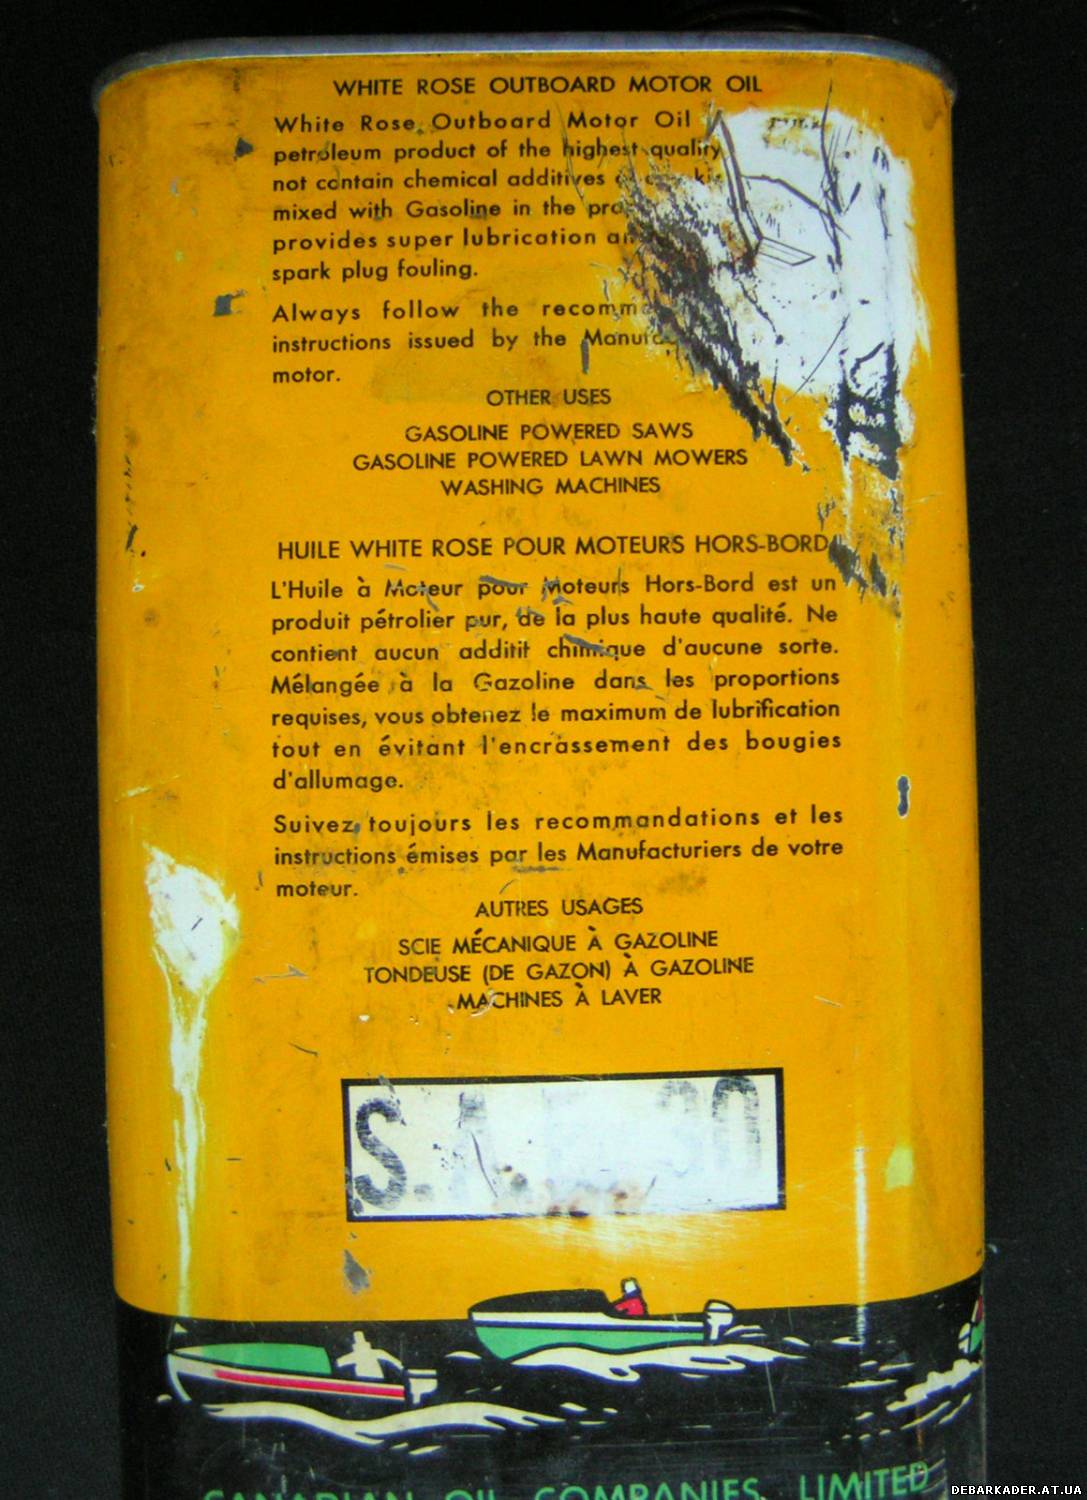 WHITE ROSE OUTBOARD MOTOR OIL
White Rose Outboard Motor Oil
petroleum product of the highest quality
not contain chemical additives
mixed with Gasoline in the
provides super lubrication
spark plug fouling.
Always follow the
instructions issued by the
motor.
OTHER USES
GASOLINE POWERED SAWS
GASOLINE POWERED LAWN MOWERS
WASHING MACHINES
HUILE WHITE ROSE POUR MOTEURS HORS-BORD
L'Huile à Moteur pour Moteurs Hors-Bord est un
produit pétrolier pur, de la plus haute qualité. Ne
contient aucun additif chimique d'aucune sorte.
Mélangée à la Gazoline dans les proportions
requises, vous obtenez le maximum de lubrification
tout en évitant l'encrassement des bougies
d'allumage.
Suivez toujours les recommandations et les
instructions émises par les Manufacturiers de votre
moteur.
AUTRES USAGES
SCIE MÉCANIQUE À GAZOLINE
TONDEUSE (DE GAZON) À GAZOLINE
MACHINES À LAVER
S.A. 30
CANADIAN OIL COMPANIES, LIMITED
DEBARKADER.AT.UA